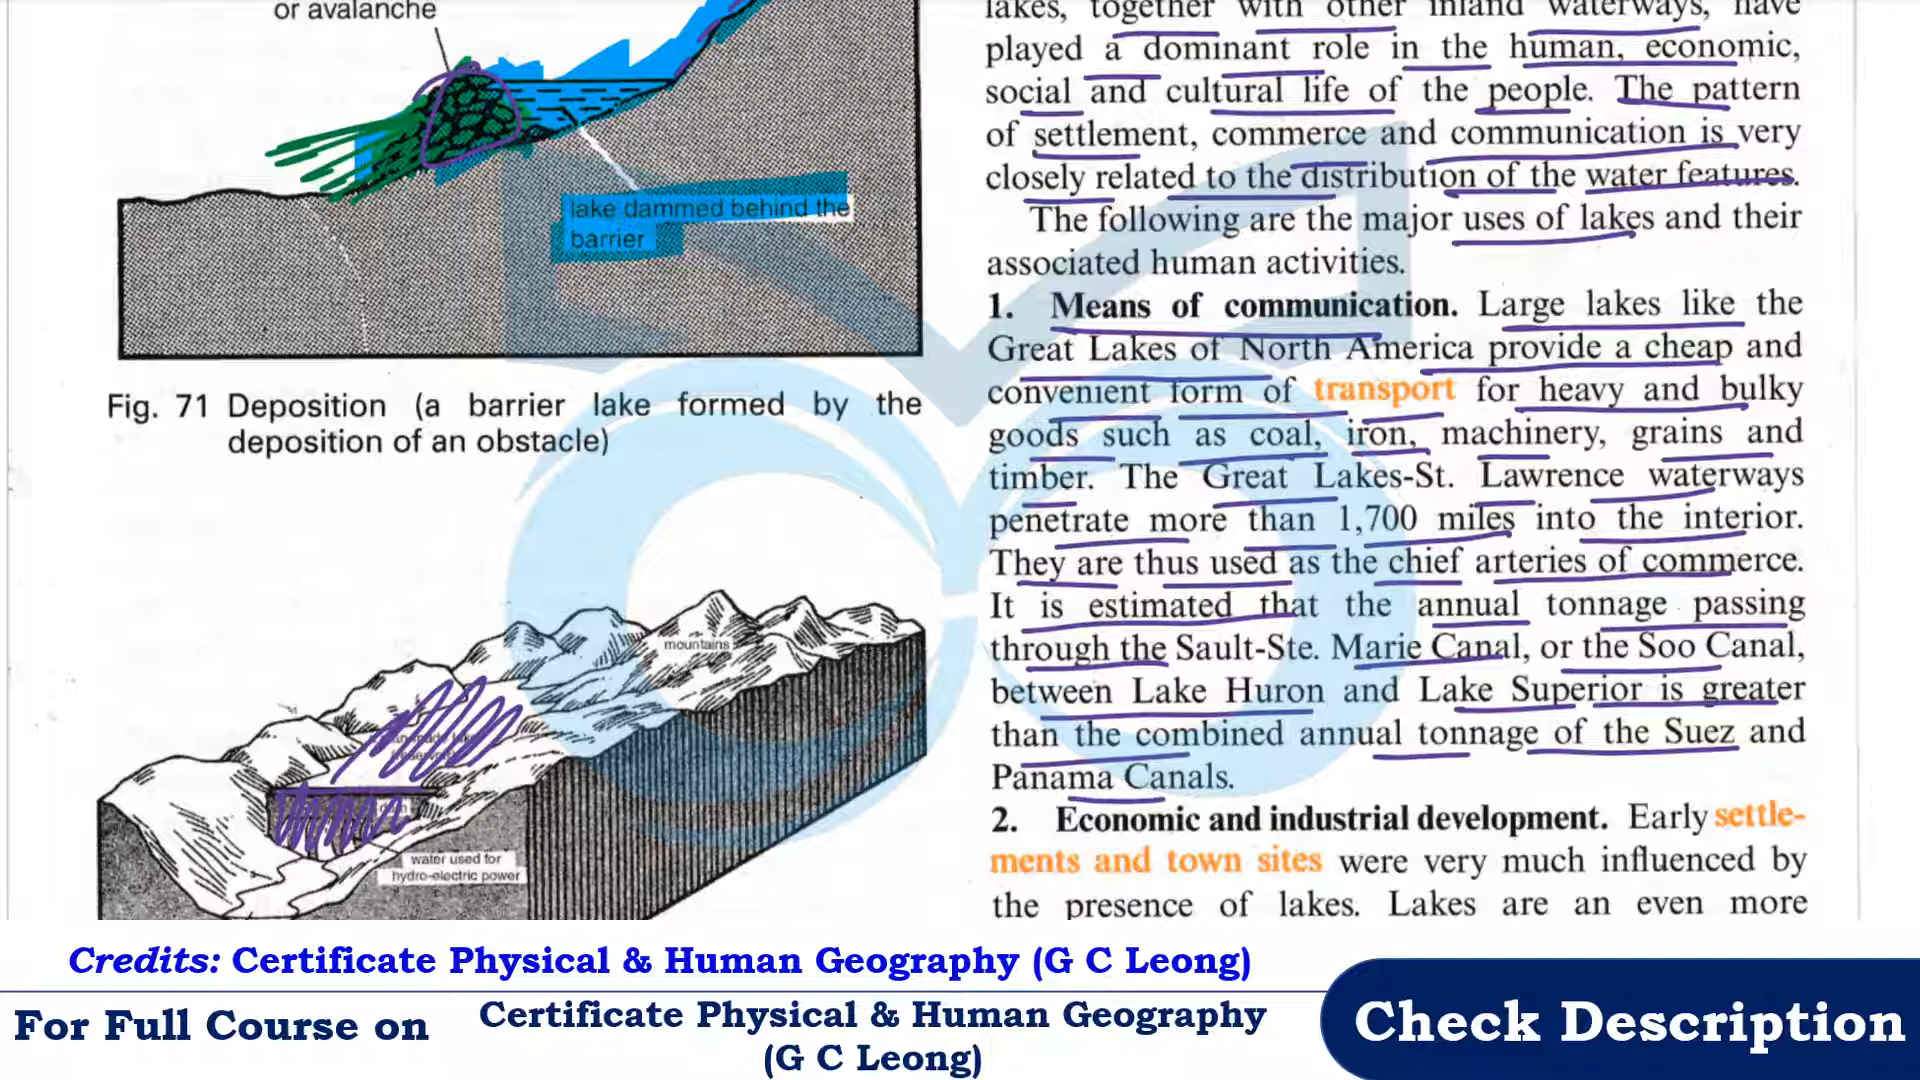 or avalanche
lake dammed behind the
barrier
Fig. 71 Deposition (a barrier lake formed by the
deposition of an obstacle)
mountains
water used for
hydro-electric power
lakes, together with other inland waterways, have
played a dominant role in the human, economic,
social and cultural life of the people. The pattern
of settlement, commerce and communication is very
closely related to the distribution of the water features.
The following are the major uses of lakes and their
associated human activities.
1. Means of communication. Large lakes like the
Great Lakes of North America provide a cheap and
convenient form of transport for heavy and bulky
goods such as coal, iron, machinery, grains and
timber. The Great Lakes-St. Lawrence waterways
penetrate more than 1,700 miles into the interior.
They are thus used as the chief arteries of commerce.
It is estimated that the annual tonnage passing
through the Sault-Ste. Marie Canal, or the Soo Canal,
between Lake Huron and Lake Superior is greater
than the combined annual tonnage of the Suez and
Panama Canals.
2. Economic and industrial development. Early settle-
ments and town sites were very much influenced by
the presence of lakes. Lakes are an even more
Credits: Certificate Physical & Human Geography (G C Leong)
For Full Course on
Certificate Physical & Human Geography
(G C Leong)
Check Description